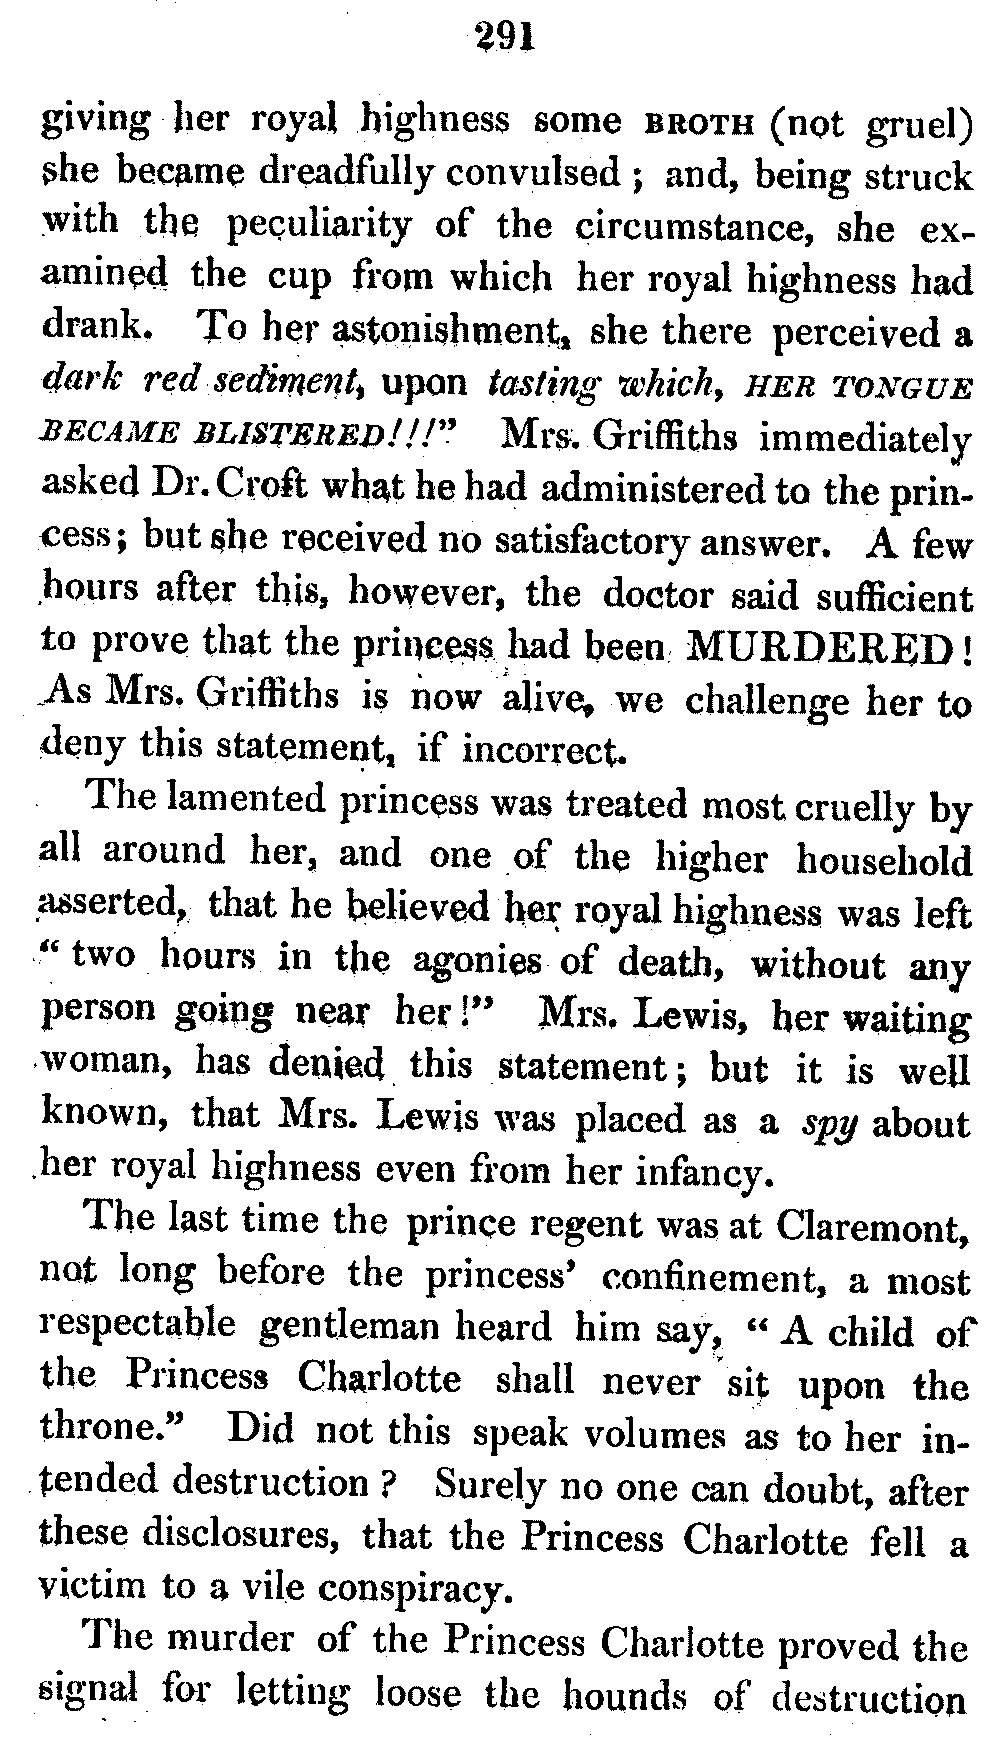 291
giving her royal highness some BROTH (not gruel)
she became dreadfully convulsed ; and, being struck
with the peculiarity of the circumstance, she ex-
amined the cup from which her royal highness had
drank. To her astonishment, she there perceived a
dark red sediment, upon tasting which, HER TONGUE
BECAME BLISTERED!!!" Mrs. Griffiths immediately
asked Dr. Croft what he had administered to the prin-
cess; but she received no satisfactory answer. A few
hours after this, however, the doctor said sufficient
to prove that the princess had been MURDERED!
As Mrs. Griffiths is now alive, we challenge her to
deny this statement, if incorrect.
The lamented princess was treated most cruelly by
all around her, and one of the higher household
asserted, that he believed her royal highness was left
" two hours in the agonies of death, without any
person going near her!" Mrs. Lewis, her waiting
woman, has denied this statement; but it is well
known, that Mrs. Lewis was placed as a spy about
her royal highness even from her infancy.
The last time the prince regent was at Claremont,
not long before the princess' confinement, a most
respectable gentleman heard him say, " A child of
the Princess Charlotte shall never sit upon the
throne." Did not this speak volumes as to her in-
tended destruction ? Surely no one can doubt, after
these disclosures, that the Princess Charlotte fell a
victim to a vile conspiracy.
The murder of the Princess Charlotte proved the
signal for letting loose the hounds of destruction